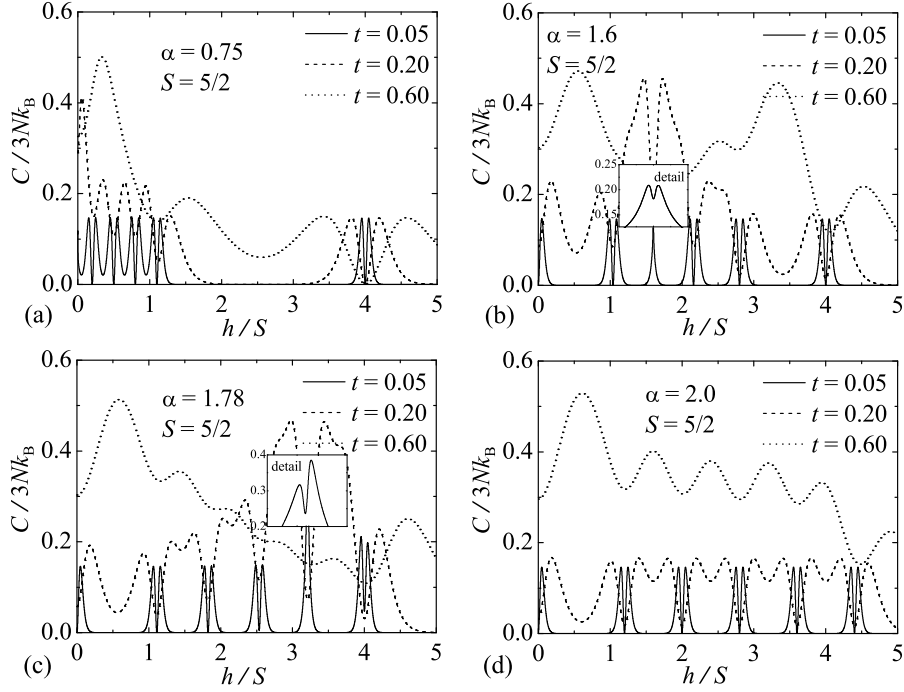 0.6
0.4
0.2
0.0
C / 3Nk_B
α = 0.75
S = 5/2
t = 0.05
t = 0.20
t = 0.60
0 1 2 3 4 5
(a)
h / S
0.6
0.4
0.2
0.0
C / 3Nk_B
α = 1.6
S = 5/2
t = 0.05
t = 0.20
t = 0.60
0.25
0.20
0.15
detail
0 1 2 3 4 5
(b)
h / S
0.6
0.4
0.2
0.0
C / 3Nk_B
α = 1.78
S = 5/2
t = 0.05
t = 0.20
t = 0.60
detail
0.4
0.3
0.2
0 1 2 3 4 5
(c)
h / S
0.6
0.4
0.2
0.0
C / 3Nk_B
α = 2.0
S = 5/2
t = 0.05
t = 0.20
t = 0.60
0 1 2 3 4 5
(d)
h / S